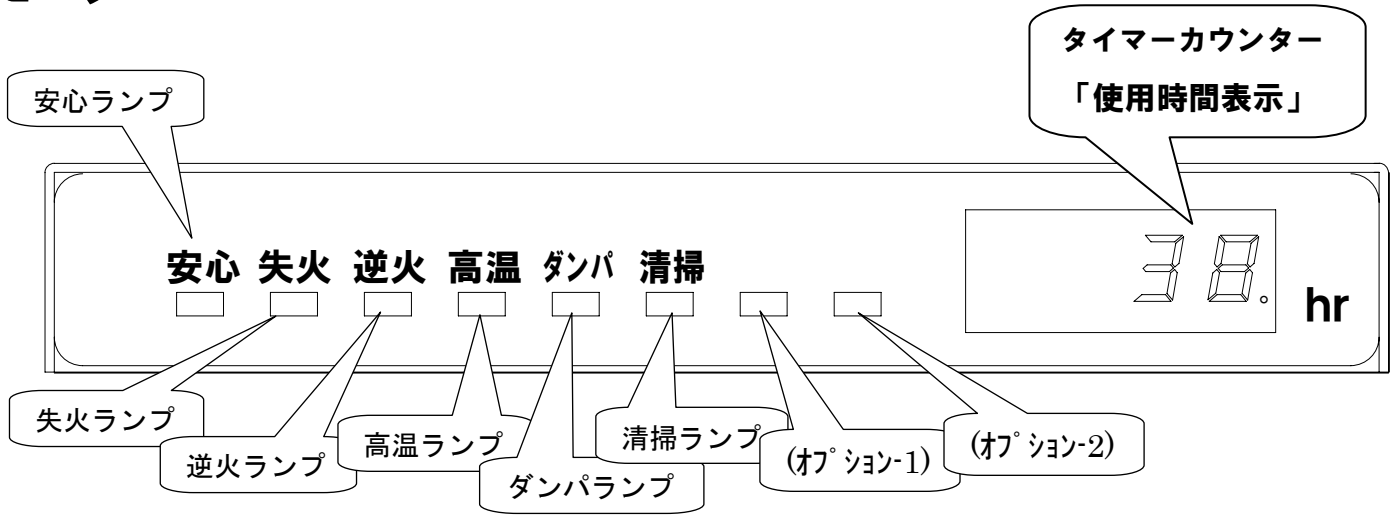 タイマーカウンター
「使用時間表示」
安心ランプ
安心 失火 逆火 高温 ダンパ 清掃
38.
hr
失火ランプ
逆火ランプ
高温ランプ
ダンパランプ
清掃ランプ
(ｵﾌﾟｼｮﾝ-1)
(ｵﾌﾟｼｮﾝ-2)